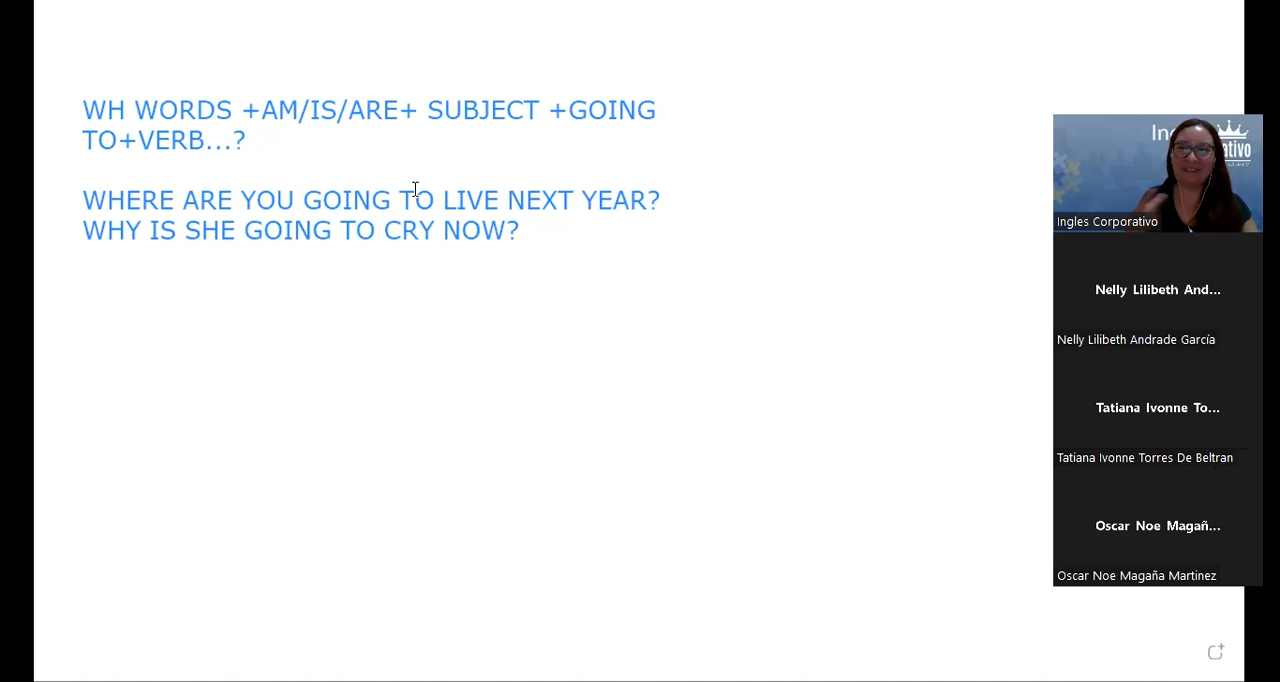 WH WORDS +AM/IS/ARE+ SUBJECT +GOING
TO+VERB...?
WHERE ARE YOU GOING TO LIVE NEXT YEAR?
WHY IS SHE GOING TO CRY NOW?
Ingles Corporativo
Nelly Lilibeth And...
Nelly Lilibeth Andrade García
Tatiana Ivonne To...
Tatiana Ivonne Torres De Beltran
Oscar Noe Magañ...
Oscar Noe Magaña Martinez